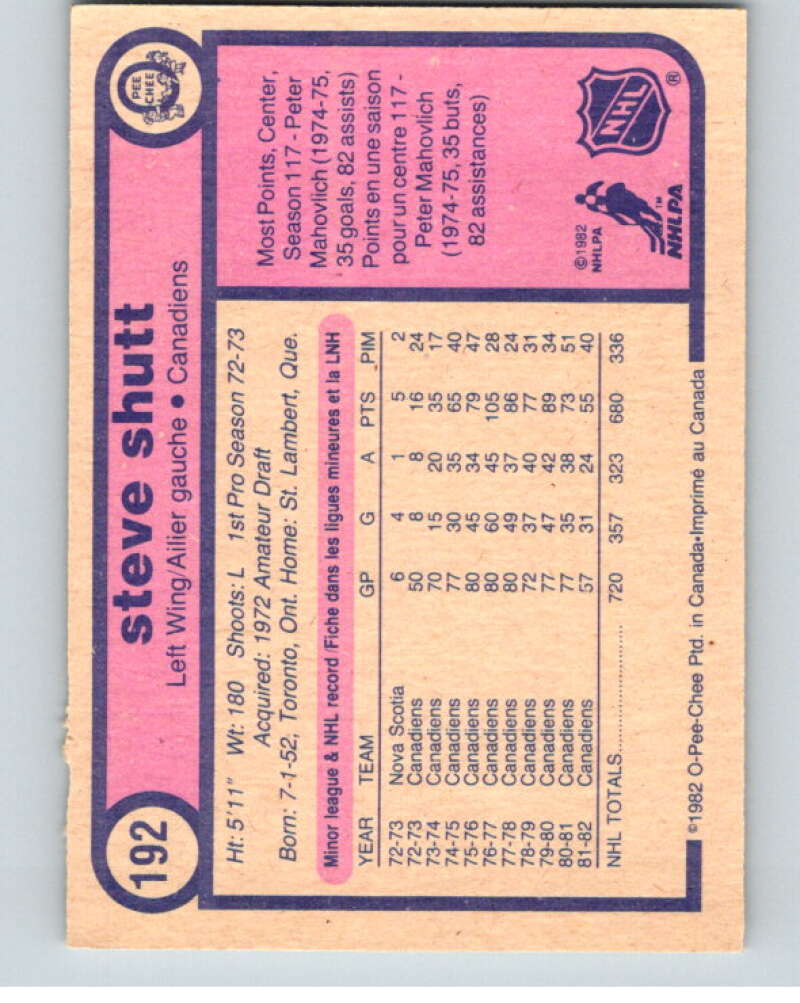 192
steve shutt
Left Wing/Ailier gauche • Canadiens
O
PEE
CHEE
Ht: 5'11" Wt: 180 Shoots: L 1st Pro Season 72-73
Acquired: 1972 Amateur Draft
Born: 7-1-52, Toronto, Ont. Home: St. Lambert, Que.
Minor league & NHL record/Fiche dans les ligues mineures et la LNH
YEAR TEAM GP G A PTS PIM
72-73 Nova Scotia 6 4 1 5 2
72-73 Canadiens 50 8 8 16 24
73-74 Canadiens 70 15 20 35 17
74-75 Canadiens 77 30 35 65 40
75-76 Canadiens 80 45 34 79 47
76-77 Canadiens 80 60 45 105 28
77-78 Canadiens 80 49 37 86 24
78-79 Canadiens 72 37 40 77 31
79-80 Canadiens 77 47 42 89 34
80-81 Canadiens 77 35 38 73 51
81-82 Canadiens 57 31 24 55 40
NHL TOTALS........................ 720 357 323 680 336
Most Points, Center,
Season 117 - Peter
Mahovlich (1974-75,
35 goals, 82 assists)
Points en une saison
pour un centre 117 -
Peter Mahovlich
(1974-75, 35 buts,
82 assistances)
©1982
NHLPA
NHLPA™
NHL®
©1982 O-Pee-Chee Ptd. in Canada•Imprimé au Canada